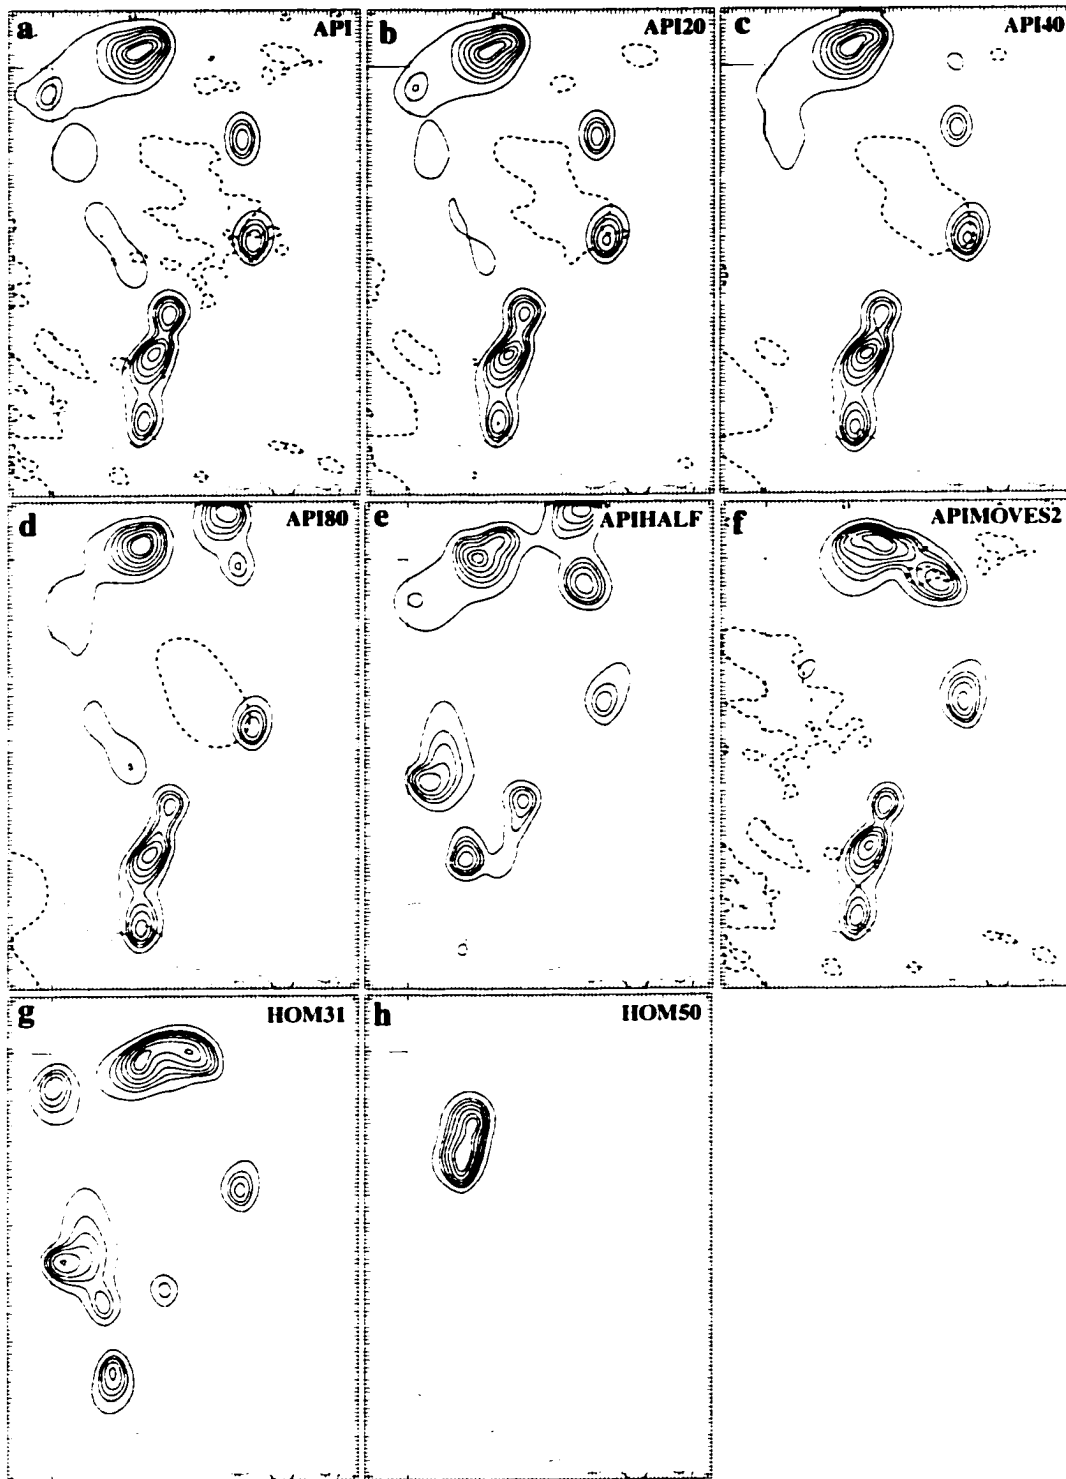 a API
b API20
c API40
d API80
e APIHALF
f APIMOVES2
g HOM31
h HOM50